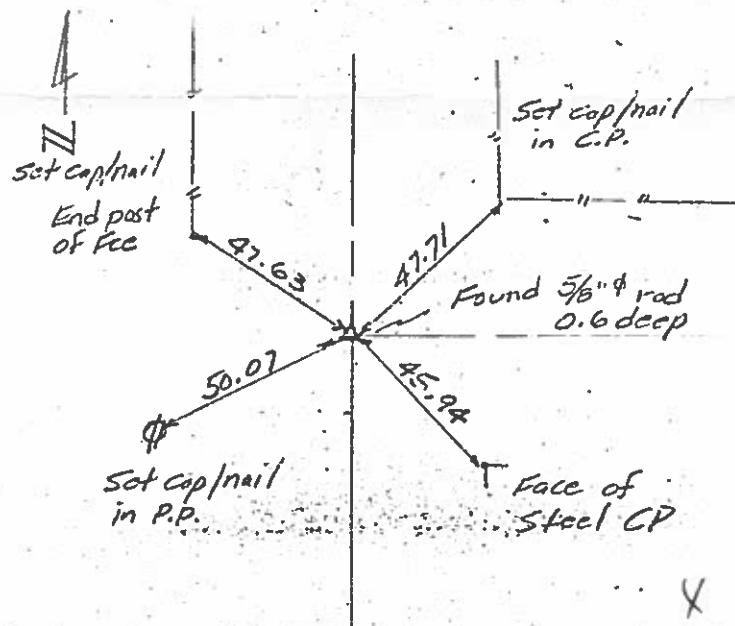 N
Set cap/nail
End post
of Fce
Set cap/nail
in C.P.
47.63
47.71
Found 5/8"φ rod
0.6 deep
50.07
45.94
Set cap/nail
in P.P.
Face of
Steel CP
X